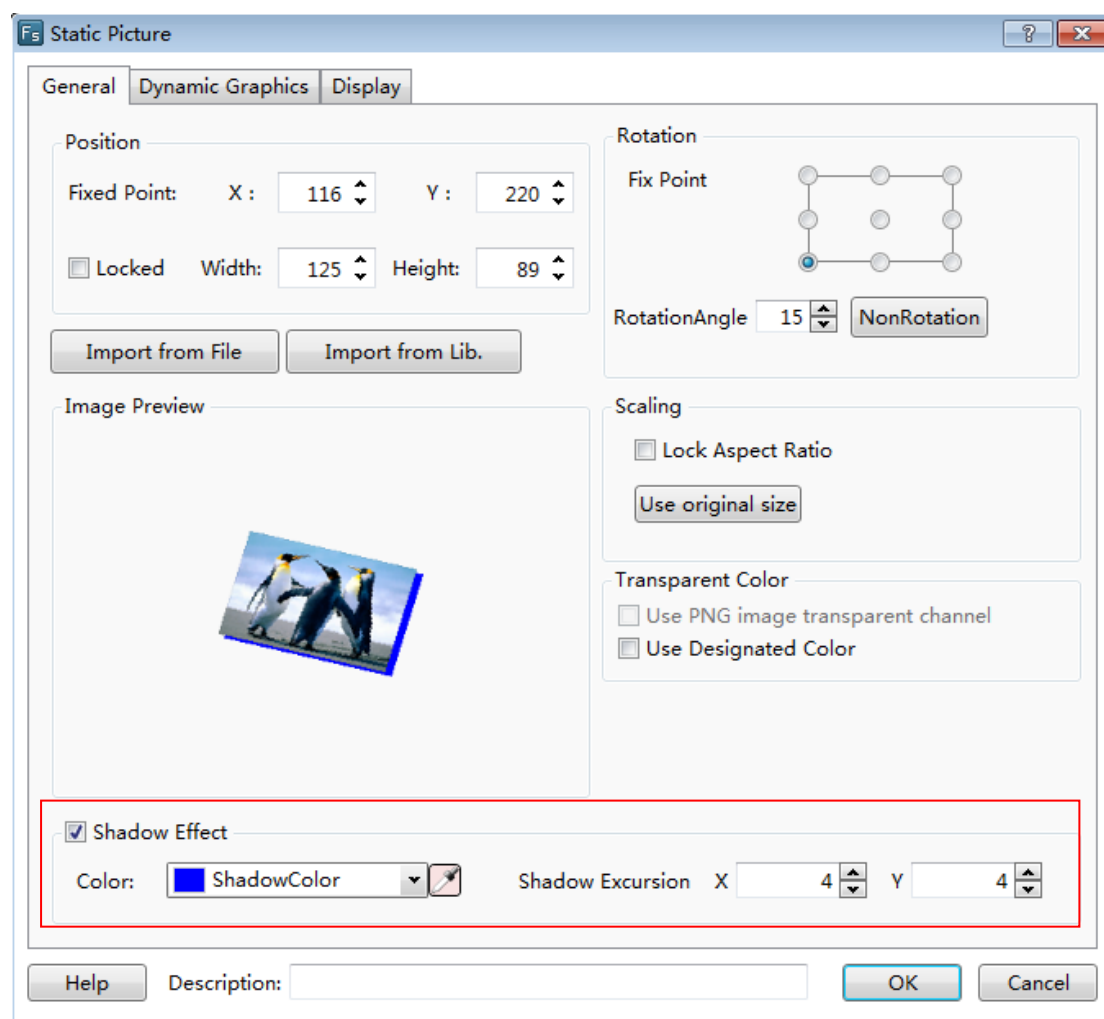 Fs Static Picture
General Dynamic Graphics Display
Position
Fixed Point: X : 116 Y : 220
Locked Width: 125 Height: 89
Import from File Import from Lib.
Rotation
Fix Point
RotationAngle 15 NonRotation
Image Preview
Scaling
Lock Aspect Ratio
Use original size
Transparent Color
Use PNG image transparent channel
Use Designated Color
Shadow Effect
Color: ShadowColor Shadow Excursion X 4 Y 4
Help Description: OK Cancel